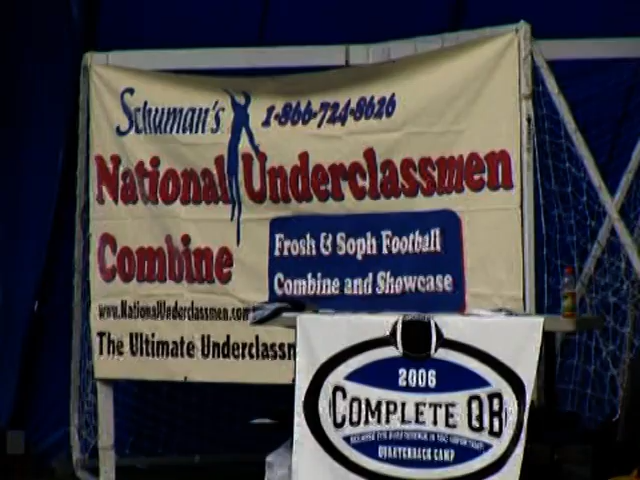 Schuman's 1-866-724-8626
National Underclassmen
Combine
Frosh & Soph Football
Combine and Showcase
www.NationalUnderclassmen.com
The Ultimate Underclassm
2006
COMPLETE QB
QUARTERBACK CAMP